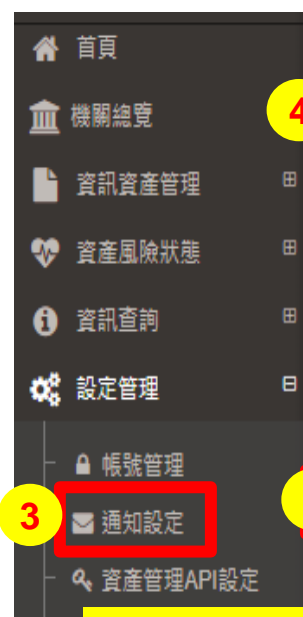 首頁
機關總覽
4
資訊資產管理
資產風險狀態
資訊查詢
設定管理
帳號管理
3
通知設定
資產管理API設定